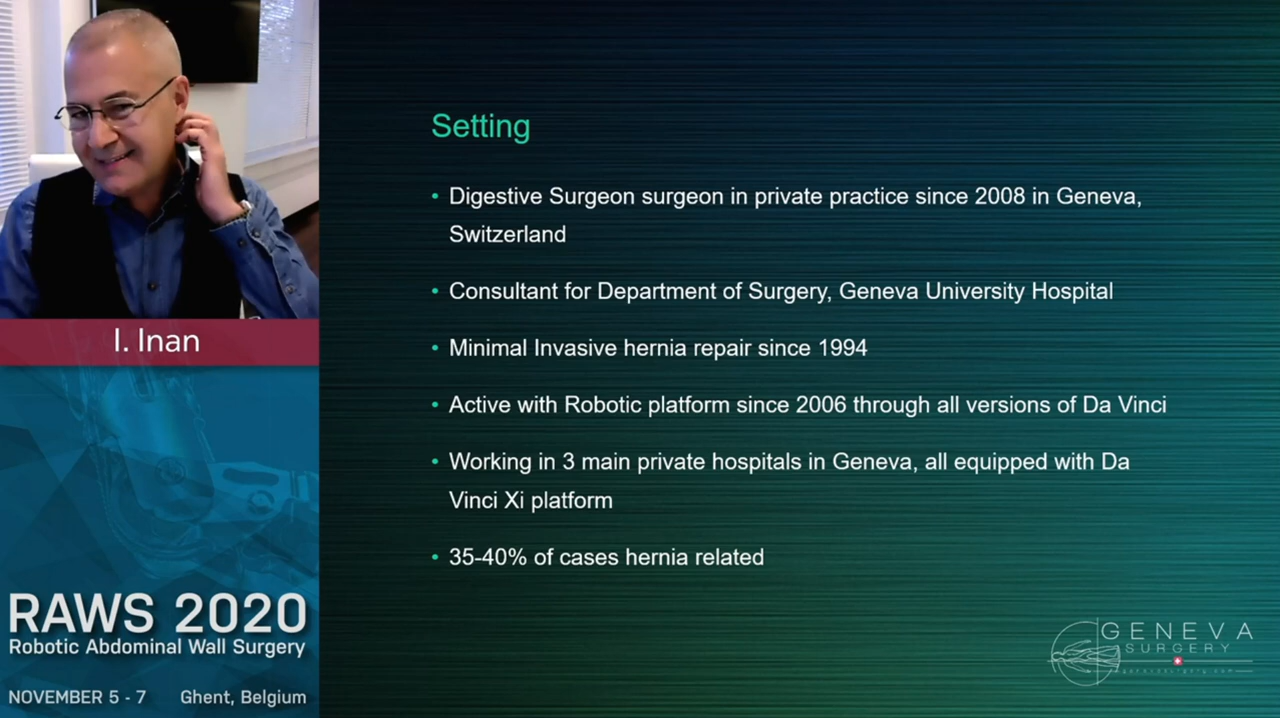 I. Inan
RAWS 2020
Robotic Abdominal Wall Surgery
NOVEMBER 5 - 7 Ghent, Belgium
Setting
• Digestive Surgeon surgeon in private practice since 2008 in Geneva,
Switzerland
• Consultant for Department of Surgery, Geneva University Hospital
• Minimal Invasive hernia repair since 1994
• Active with Robotic platform since 2006 through all versions of Da Vinci
• Working in 3 main private hospitals in Geneva, all equipped with Da
Vinci Xi platform
• 35-40% of cases hernia related
GENEVA
SURGERY